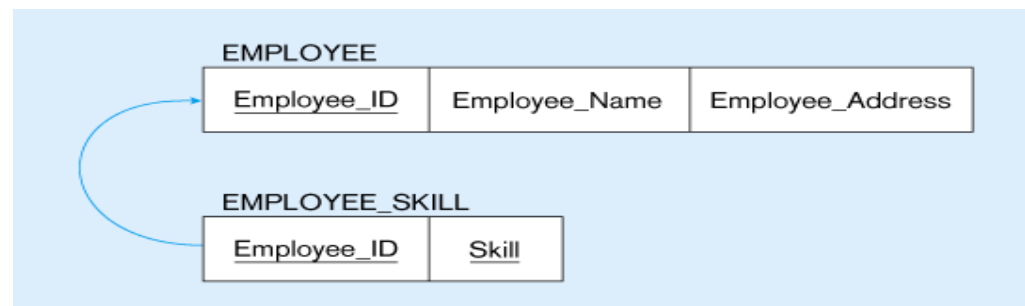 EMPLOYEE
Employee_ID Employee_Name Employee_Address
EMPLOYEE_SKILL
Employee_ID Skill